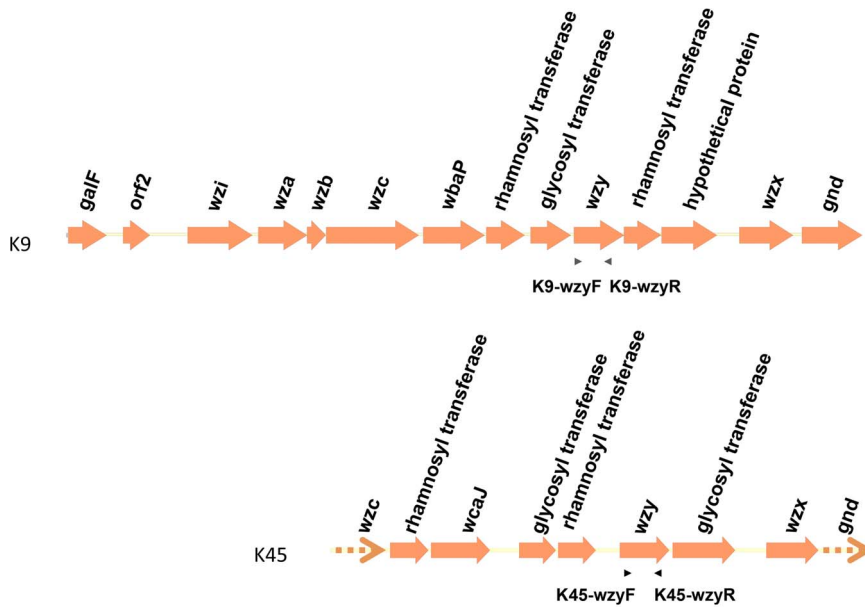 galF
orf2
wzi
wza
wzb
wzc
wbaP
rhamnosyl transferase
glycosyl transferase
wzy
rhamnosyl transferase
hypothetical protein
wzx
gnd
K9
K9-wzyF K9-wzyR
wzc
rhamnosyl transferase
wcaJ
glycosyl transferase
rhamnosyl transferase
wzy
glycosyl transferase
wzx
gnd
K45
K45-wzyF K45-wzyR